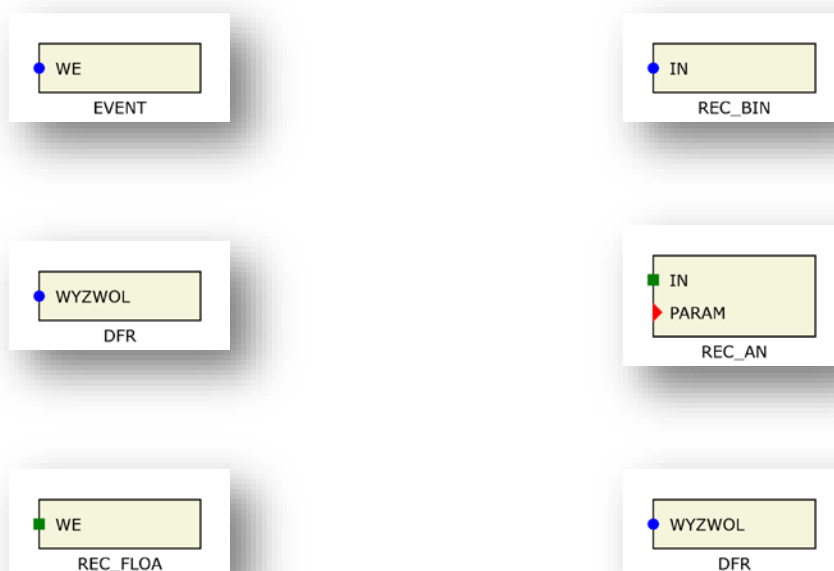 WE
EVENT
IN
REC_BIN
WYZWOL
DFR
IN
PARAM
REC_AN
WE
REC_FLOA
WYZWOL
DFR